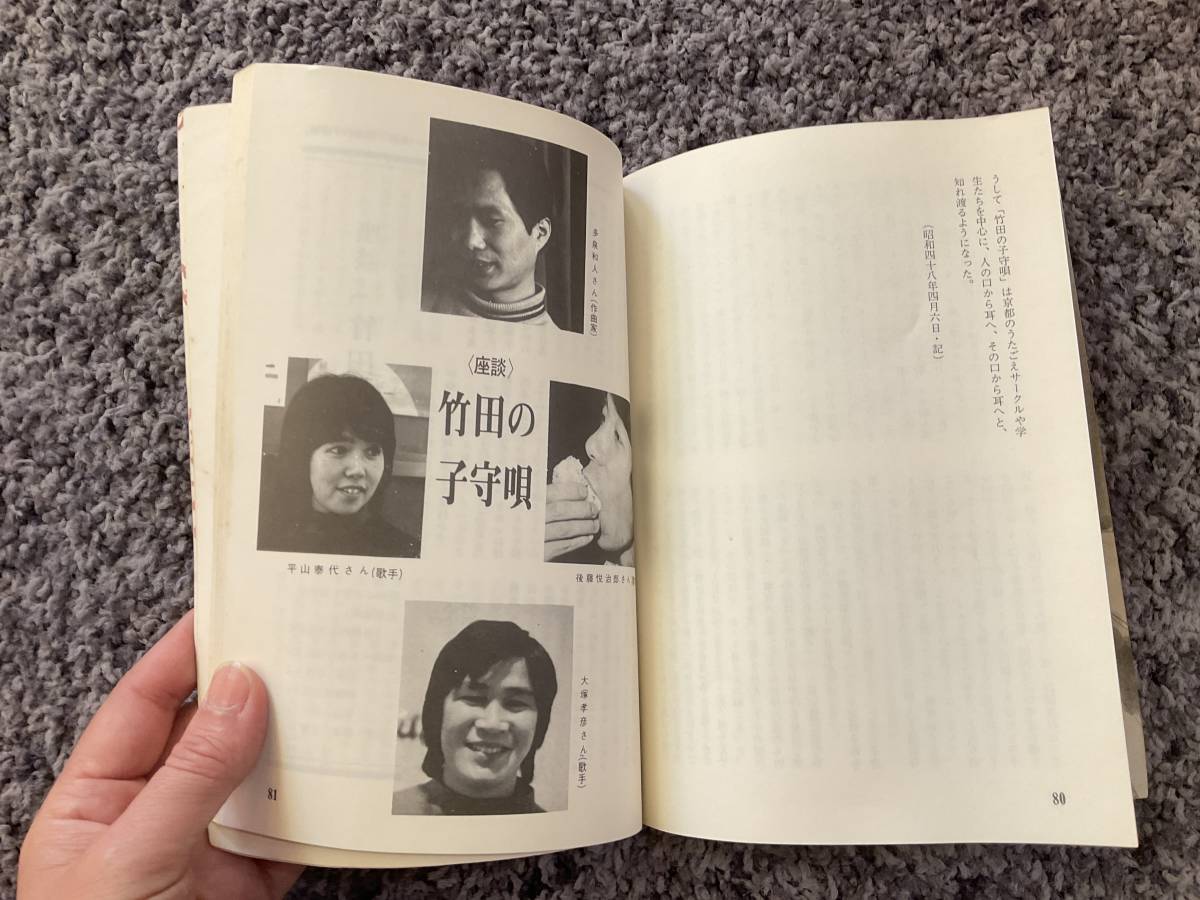 うして「竹田の子守唄」は京都のうたごえサークルや学
生たちを中心に、人の口から耳へ、その口から耳へと、
知れ渡るようになった。
(昭和四十八年四月六日・記)
80
多泉和人さん(作曲家)
〈座談〉
竹田の
子守唄
平山泰代さん(歌手)
後藤悦治郎さん
大塚孝彦さん(歌手)
81